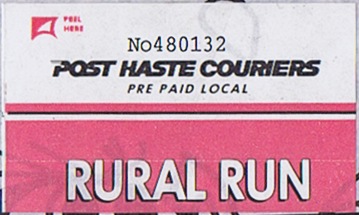 PEEL
HERE
No480132
POST HASTE COURIERS
PRE PAID LOCAL
RURAL RUN